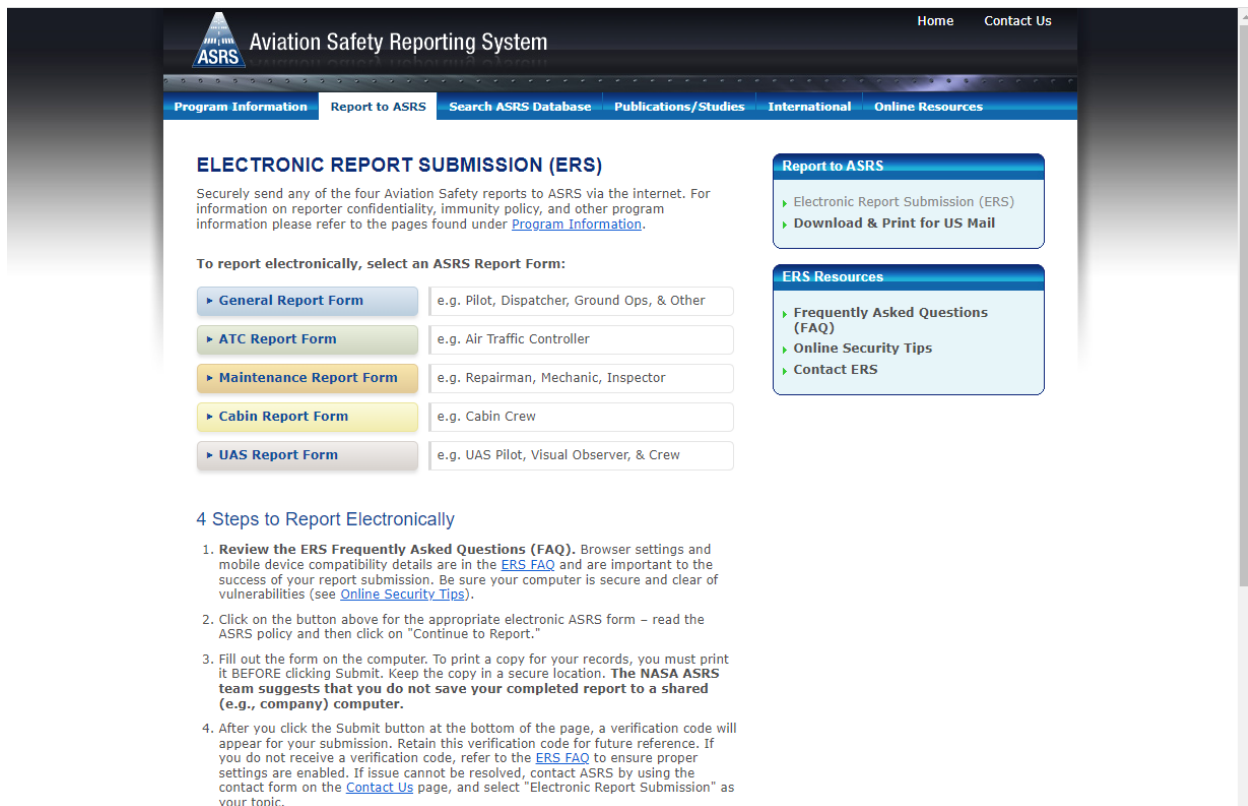 Home Contact Us
ASRS
Aviation Safety Reporting System
Program Information Report to ASRS Search ASRS Database Publications/Studies International Online Resources
ELECTRONIC REPORT SUBMISSION (ERS)
Securely send any of the four Aviation Safety reports to ASRS via the internet. For
information on reporter confidentiality, immunity policy, and other program
information please refer to the pages found under Program Information.
To report electronically, select an ASRS Report Form:
General Report Form e.g. Pilot, Dispatcher, Ground Ops, & Other
ATC Report Form e.g. Air Traffic Controller
Maintenance Report Form e.g. Repairman, Mechanic, Inspector
Cabin Report Form e.g. Cabin Crew
UAS Report Form e.g. UAS Pilot, Visual Observer, & Crew
4 Steps to Report Electronically
1. Review the ERS Frequently Asked Questions (FAQ). Browser settings and
mobile device compatibility details are in the ERS FAQ and are important to the
success of your report submission. Be sure your computer is secure and clear of
vulnerabilities (see Online Security Tips).
2. Click on the button above for the appropriate electronic ASRS form – read the
ASRS policy and then click on "Continue to Report."
3. Fill out the form on the computer. To print a copy for your records, you must print
it BEFORE clicking Submit. Keep the copy in a secure location. The NASA ASRS
team suggests that you do not save your completed report to a shared
(e.g., company) computer.
4. After you click the Submit button at the bottom of the page, a verification code will
appear for your submission. Retain this verification code for future reference. If
you do not receive a verification code, refer to the ERS FAQ to ensure proper
settings are enabled. If issue cannot be resolved, contact ASRS by using the
contact form on the Contact Us page, and select "Electronic Report Submission" as
your topic.
Report to ASRS
Electronic Report Submission (ERS)
Download & Print for US Mail
ERS Resources
Frequently Asked Questions
(FAQ)
Online Security Tips
Contact ERS